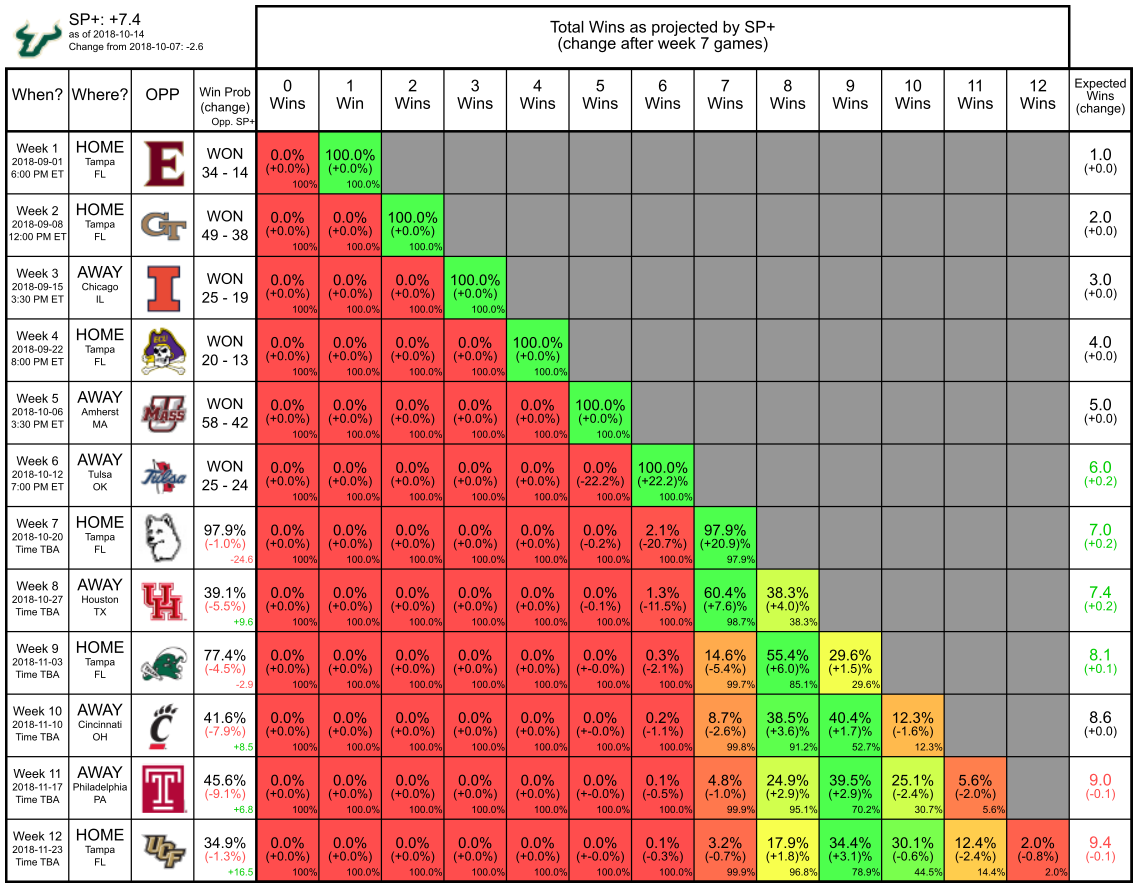 SP+: +7.4
as of 2018-10-14
Change from 2018-10-07: -2.6
Total Wins as projected by SP+
(change after week 7 games)
When? Where? OPP Win Prob (change) Opp. SP+ 0 Wins 1 Win 2 Wins 3 Wins 4 Wins 5 Wins 6 Wins 7 Wins 8 Wins 9 Wins 10 Wins 11 Wins 12 Wins Expected Wins (change)
Week 1 HOME E WON 0.0% 100.0% 1.0
2018-09-01 Tampa 34 - 14 (+0.0%) (+0.0%) (+0.0)
6:00 PM ET FL 100% 100.0%
Week 2 HOME GT WON 0.0% 0.0% 100.0% 2.0
2018-09-08 Tampa 49 - 38 (+0.0%) (+0.0%) (+0.0%) (+0.0)
12:00 PM ET FL 100% 100.0% 100.0%
Week 3 AWAY I WON 0.0% 0.0% 0.0% 100.0% 3.0
2018-09-15 Chicago 25 - 19 (+0.0%) (+0.0%) (+0.0%) (+0.0%) (+0.0)
3:30 PM ET IL 100% 100.0% 100.0% 100.0%
Week 4 HOME ECU WON 0.0% 0.0% 0.0% 0.0% 100.0% 4.0
2018-09-22 Tampa 20 - 13 (+0.0%) (+0.0%) (+0.0%) (+0.0%) (+0.0%) (+0.0)
8:00 PM ET FL 100% 100.0% 100.0% 100.0% 100.0%
Week 5 AWAY U MASS WON 0.0% 0.0% 0.0% 0.0% 0.0% 100.0% 5.0
2018-10-06 Amherst 58 - 42 (+0.0%) (+0.0%) (+0.0%) (+0.0%) (+0.0%) (+0.0%) (+0.0)
3:30 PM ET MA 100% 100.0% 100.0% 100.0% 100.0% 100.0%
Week 6 AWAY Tulsa WON 0.0% 0.0% 0.0% 0.0% 0.0% 0.0% 100.0% 6.0
2018-10-12 Tulsa 25 - 24 (+0.0%) (+0.0%) (+0.0%) (+0.0%) (+0.0%) (-22.2%) (+22.2)% (+0.2)
7:00 PM ET OK 100% 100.0% 100.0% 100.0% 100.0% 100.0% 100.0%
Week 7 HOME 97.9% 0.0% 0.0% 0.0% 0.0% 0.0% 0.0% 2.1% 97.9% 7.0
2018-10-20 Tampa (-1.0%) (+0.0%) (+0.0%) (+0.0%) (+0.0%) (+0.0%) (-0.2%) (-20.7%) (+20.9)% (+0.2)
Time TBA FL -24.6 100% 100.0% 100.0% 100.0% 100.0% 100.0% 100.0% 97.9%
Week 8 AWAY UH 39.1% 0.0% 0.0% 0.0% 0.0% 0.0% 0.0% 1.3% 60.4% 38.3% 7.4
2018-10-27 Houston (-5.5%) (+0.0%) (+0.0%) (+0.0%) (+0.0%) (+0.0%) (-0.1%) (-11.5%) (+7.6)% (+4.0)% (+0.2)
Time TBA TX +9.6 100% 100.0% 100.0% 100.0% 100.0% 100.0% 100.0% 98.7% 38.3%
Week 9 HOME 77.4% 0.0% 0.0% 0.0% 0.0% 0.0% 0.0% 0.3% 14.6% 55.4% 29.6% 8.1
2018-11-03 Tampa (-4.5%) (+0.0%) (+0.0%) (+0.0%) (+0.0%) (+0.0%) (+-0.0%) (-2.1%) (-5.4%) (+6.0)% (+1.5)% (+0.1)
Time TBA FL -2.9 100% 100.0% 100.0% 100.0% 100.0% 100.0% 100.0% 99.7% 85.1% 29.6%
Week 10 AWAY C 41.6% 0.0% 0.0% 0.0% 0.0% 0.0% 0.0% 0.2% 8.7% 38.5% 40.4% 12.3% 8.6
2018-11-10 Cincinnati (-7.9%) (+0.0%) (+0.0%) (+0.0%) (+0.0%) (+0.0%) (+-0.0%) (-1.1%) (-2.6%) (+3.6)% (+1.7)% (-1.6%) (+0.0)
Time TBA OH +8.5 100% 100.0% 100.0% 100.0% 100.0% 100.0% 100.0% 99.8% 91.2% 52.7% 12.3%
Week 11 AWAY T 45.6% 0.0% 0.0% 0.0% 0.0% 0.0% 0.0% 0.1% 4.8% 24.9% 39.5% 25.1% 5.6% 9.0
2018-11-17 Philadelphia (-9.1%) (+0.0%) (+0.0%) (+0.0%) (+0.0%) (+0.0%) (+-0.0%) (-0.5%) (-1.0%) (+2.9)% (+2.9)% (-2.4%) (-2.0%) (-0.1)
Time TBA PA +6.8 100% 100.0% 100.0% 100.0% 100.0% 100.0% 100.0% 99.9% 95.1% 70.2% 30.7% 5.6%
Week 12 HOME UCF 34.9% 0.0% 0.0% 0.0% 0.0% 0.0% 0.0% 0.1% 3.2% 17.9% 34.4% 30.1% 12.4% 2.0% 9.4
2018-11-23 Tampa (-1.3%) (+0.0%) (+0.0%) (+0.0%) (+0.0%) (+0.0%) (+-0.0%) (-0.3%) (-0.7%) (+1.8)% (+3.1)% (-0.6%) (-2.4%) (-0.8%) (-0.1)
Time TBA FL +16.5 100% 100.0% 100.0% 100.0% 100.0% 100.0% 100.0% 99.9% 96.8% 78.9% 44.5% 14.4% 2.0%